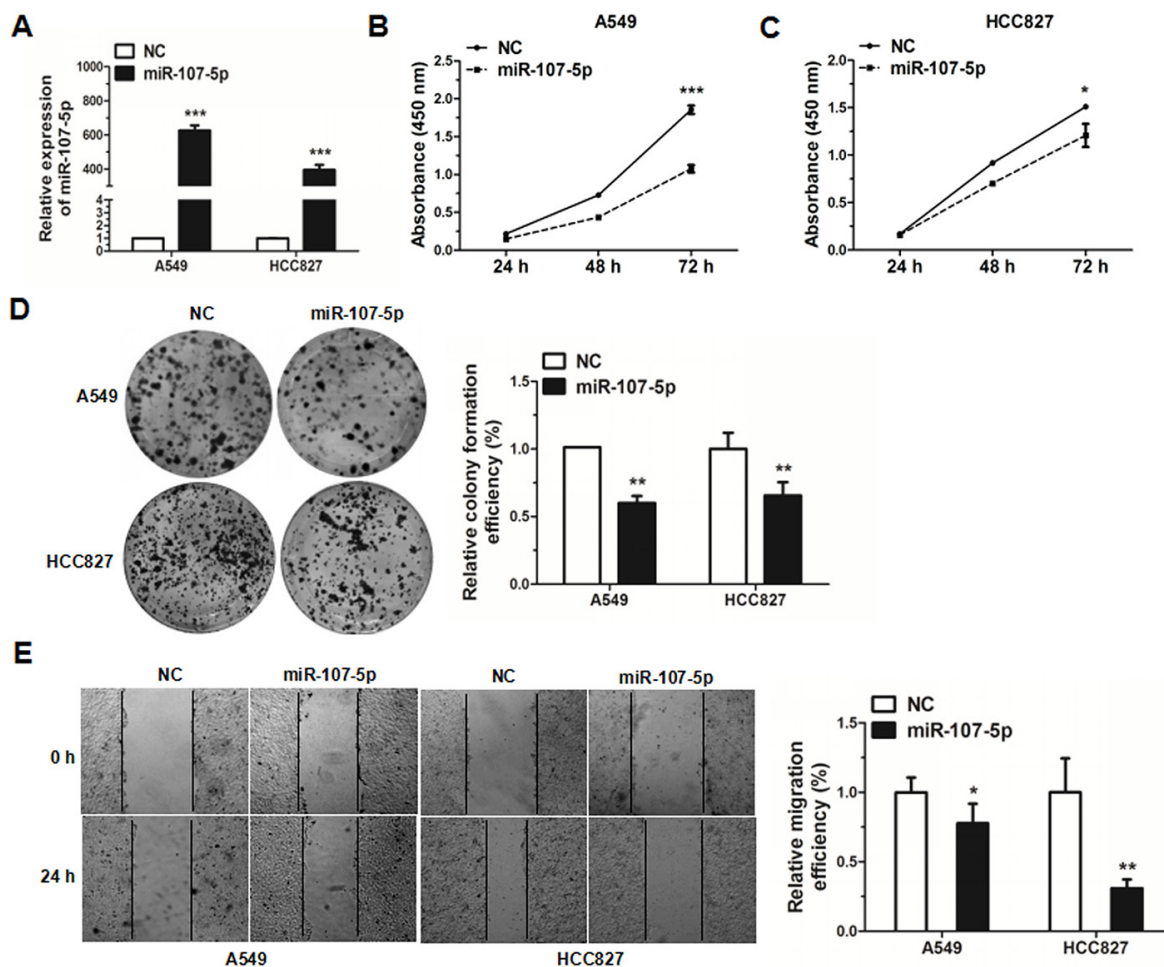 A
NC
miR-107-5p
Relative expression
of miR-107-5p
1000
800
600
400
4
3
2
1
0
***
***
A549
HCC827
B
A549
NC
miR-107-5p
Absorbance (450 nm)
2.5
2.0
1.5
1.0
0.5
0.0
***
24 h
48 h
72 h
C
HCC827
NC
miR-107-5p
Absorbance (450 nm)
2.0
1.5
1.0
0.5
0.0
*
24 h
48 h
72 h
D
NC
miR-107-5p
A549
HCC827
NC
miR-107-5p
Relative colony formation
efficiency (%)
1.5
1.0
0.5
0.0
**
**
A549
HCC827
E
NC
miR-107-5p
NC
miR-107-5p
0 h
24 h
A549
HCC827
NC
miR-107-5p
Relative migration
efficiency (%)
1.5
1.0
0.5
0.0
*
**
A549
HCC827